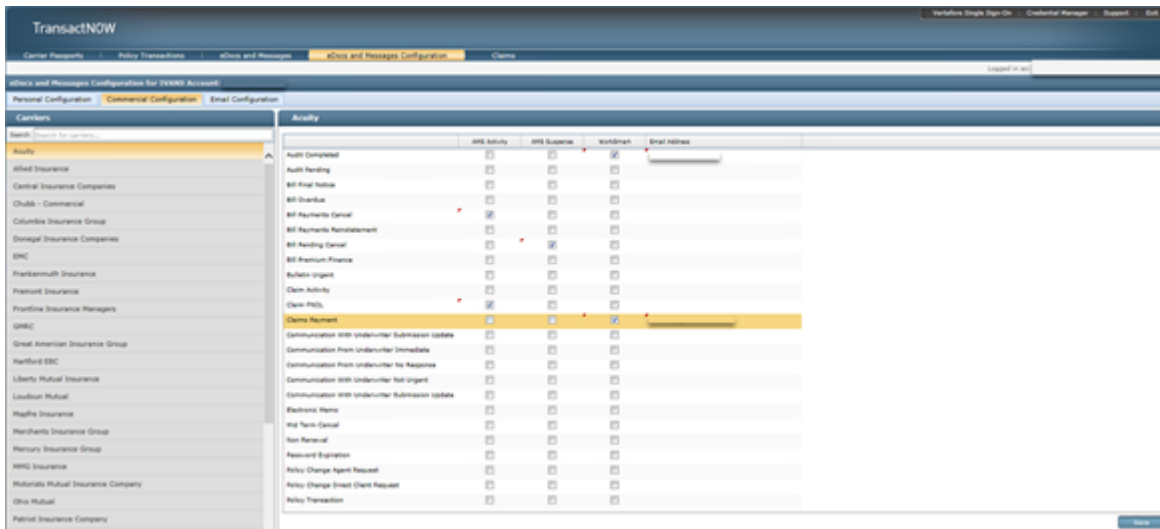 Vertafore Single Sign-On Credential Manager Support Exit
TransactNOW
Carrier Passports Policy Transactions eDocs and Messages eDocs and Messages Configuration Claims
Logged in as:
eDocs and Messages Configuration for IVANS Account:
Personal Configuration Commercial Configuration Email Configuration
Carriers
Search Search for carriers...
Acuity
Allied Insurance
Central Insurance Companies
Chubb - Commercial
Columbia Insurance Group
Donegal Insurance Companies
EMC
Frankenmuth Insurance
Fremont Insurance
Frontline Insurance Managers
GMRC
Great American Insurance Group
Hartford EBC
Liberty Mutual Insurance
Loudoun Mutual
Mapfre Insurance
Merchants Insurance Group
Mercury Insurance Group
MMG Insurance
Motorists Mutual Insurance Company
Ohio Mutual
Patriot Insurance Company
Acuity
AMS Activity AMS Suspense WorkSmart Email Address
Audit Completed
Audit Pending
Bill Final Notice
Bill Overdue
Bill Payments Cancel
Bill Payments Reinstatement
Bill Pending Cancel
Bill Premium Finance
Bulletin Urgent
Claim Activity
Claim FNOL
Claims Payment
Communication With Underwriter Submission Update
Communication From Underwriter Immediate
Communication From Underwriter No Response
Communication With Underwriter Not Urgent
Communication With Underwriter Submission Update
Electronic Memo
Mid Term Cancel
Non Renewal
Password Expiration
Policy Change Agent Request
Policy Change Direct Client Request
Policy Transaction
Save